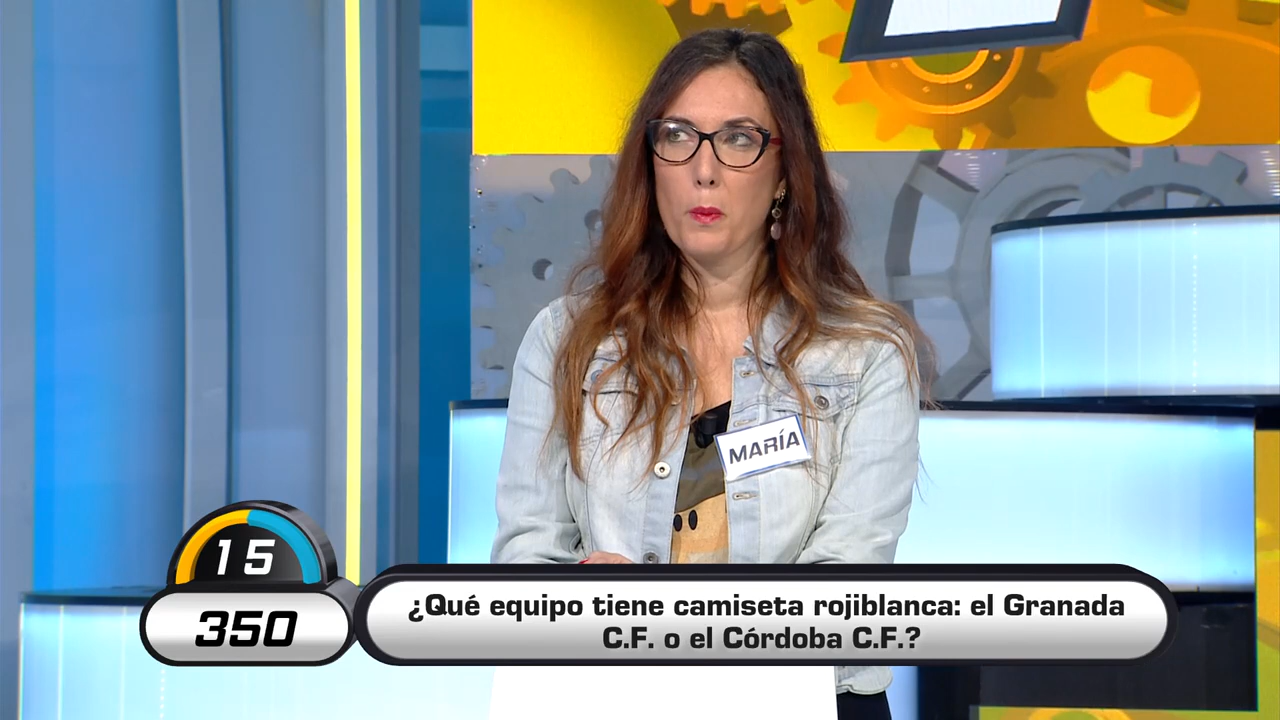 MARÍA
15
350
¿Qué equipo tiene camiseta rojiblanca: el Granada
C.F. o el Córdoba C.F.?